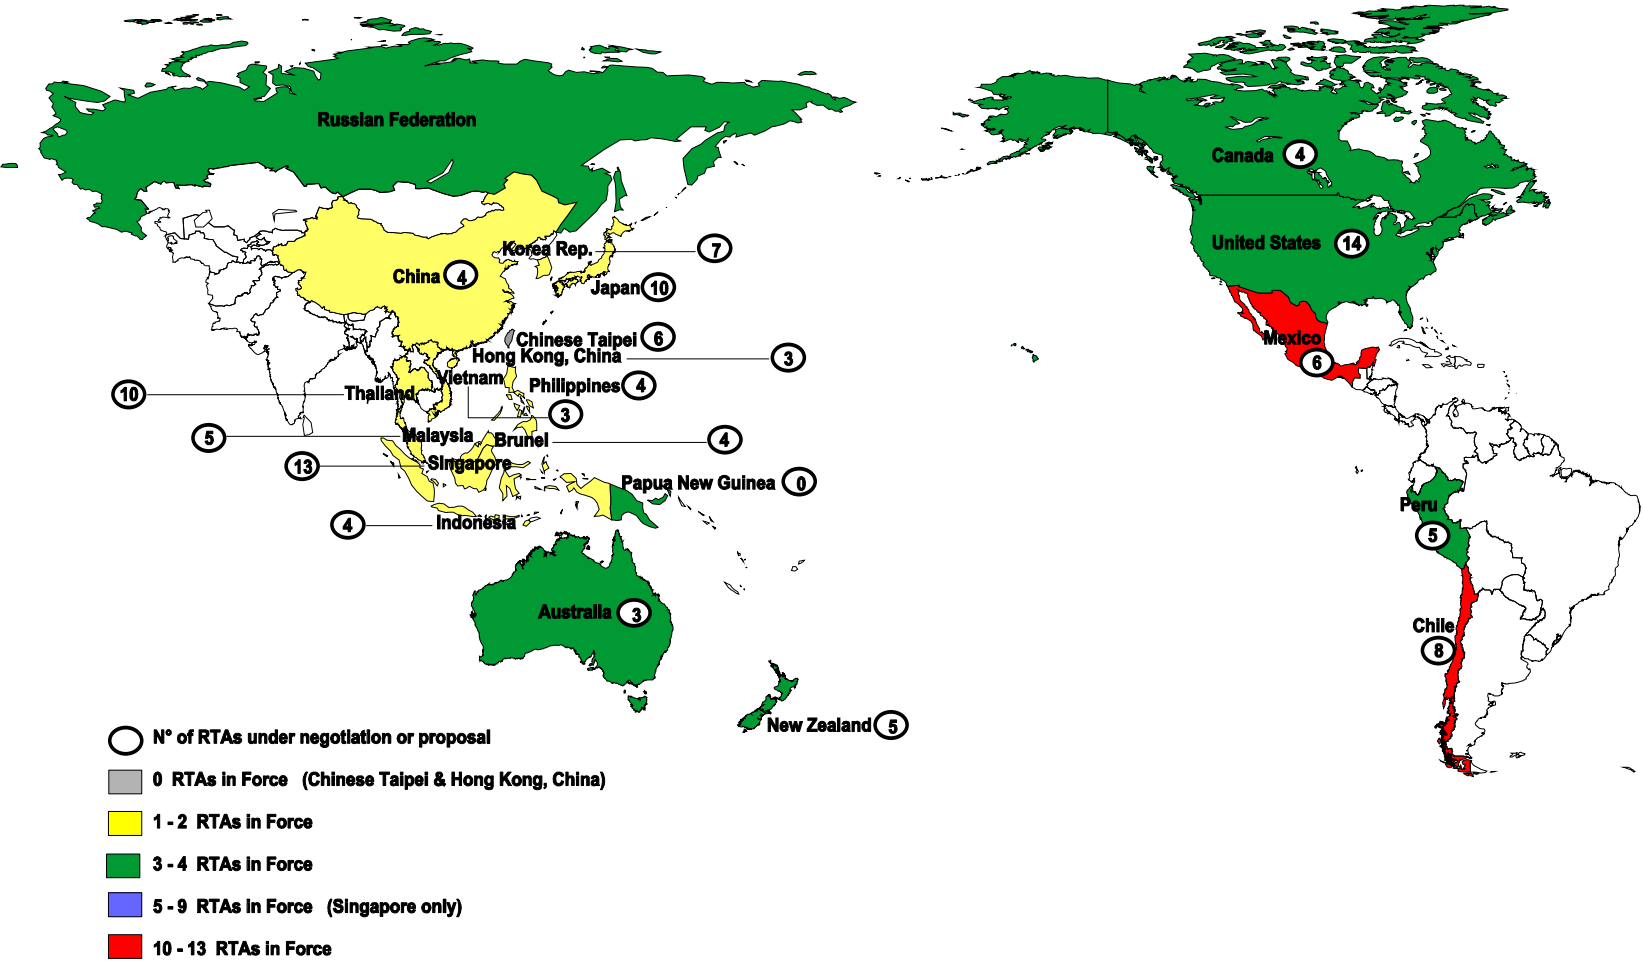 Russian Federation
Canada 4
United States 14
Korea Rep. 7
China 4
Japan 10
Chinese Taipei 6
Mexico
6
Hong Kong, China 3
Vietnam
3
Philippines 4
10 Thailand
5 Malaysia
Brunei 4
13 Singapore
Papua New Guinea 0
4 Indonesia
Peru
5
Australia 3
Chile
8
New Zealand 5
N° of RTAs under negotiation or proposal
0 RTAs in Force (Chinese Taipei & Hong Kong, China)
1 - 2 RTAs in Force
3 - 4 RTAs in Force
5 - 9 RTAs in Force (Singapore only)
10 - 13 RTAs in Force